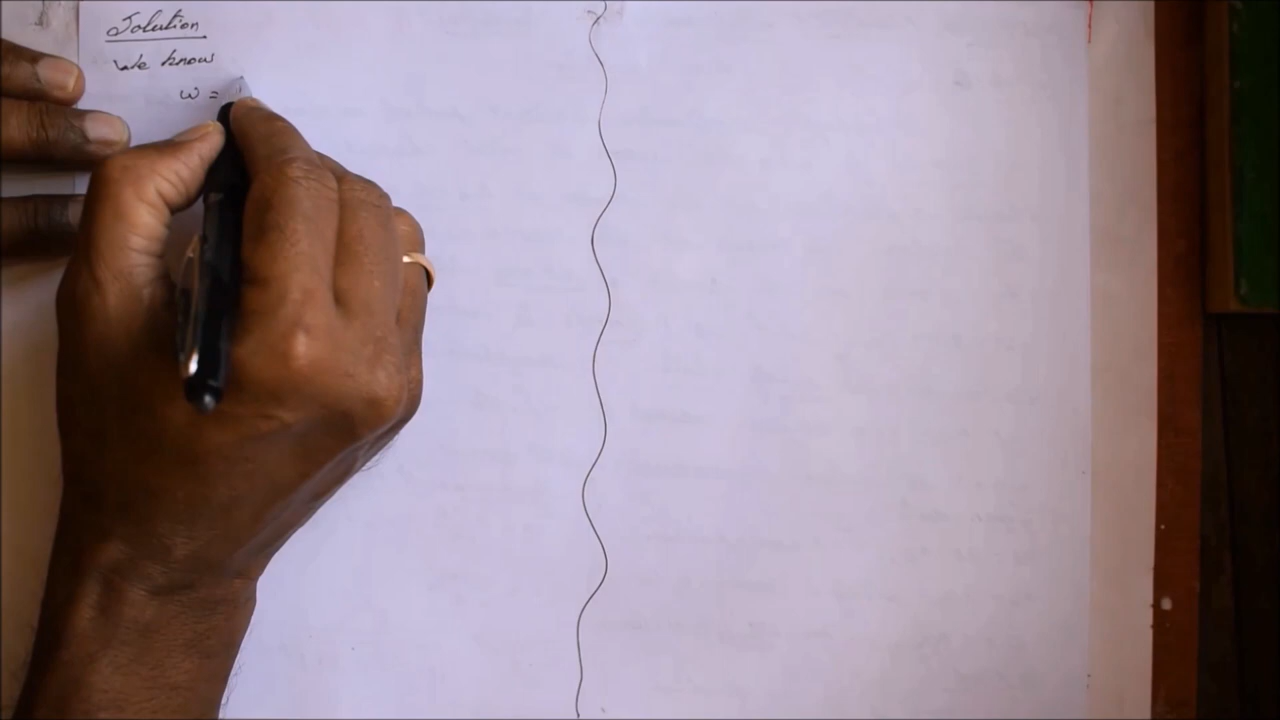 Solution
We know
ω =